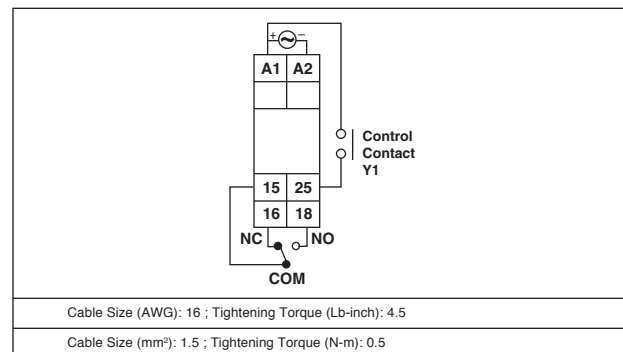 + −
A1 A2
Control
Contact
Y1
15 25
16 18
NC NO
COM
Cable Size (AWG): 16 ; Tightening Torque (Lb-inch): 4.5
Cable Size (mm²): 1.5 ; Tightening Torque (N-m): 0.5